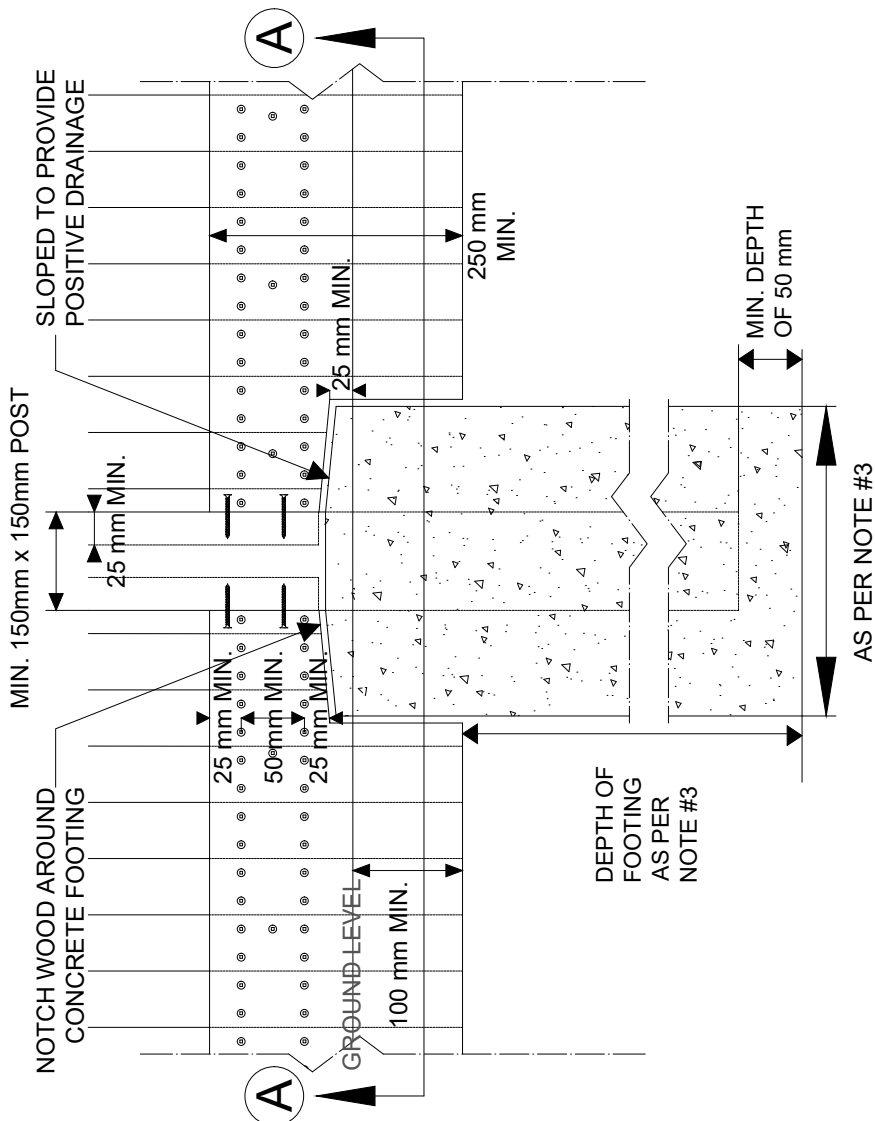 MIN. 150mm x 150mm POST
SLOPED TO PROVIDE
POSITIVE DRAINAGE
NOTCH WOOD AROUND
CONCRETE FOOTING
25 mm MIN.
25 mm MIN.
50 mm MIN.
25 mm MIN.
25 mm MIN.
250 mm
MIN.
GROUND LEVEL
100 mm MIN.
A
A
DEPTH OF
FOOTING
AS PER
NOTE #3
MIN. DEPTH
OF 50 mm
AS PER NOTE #3